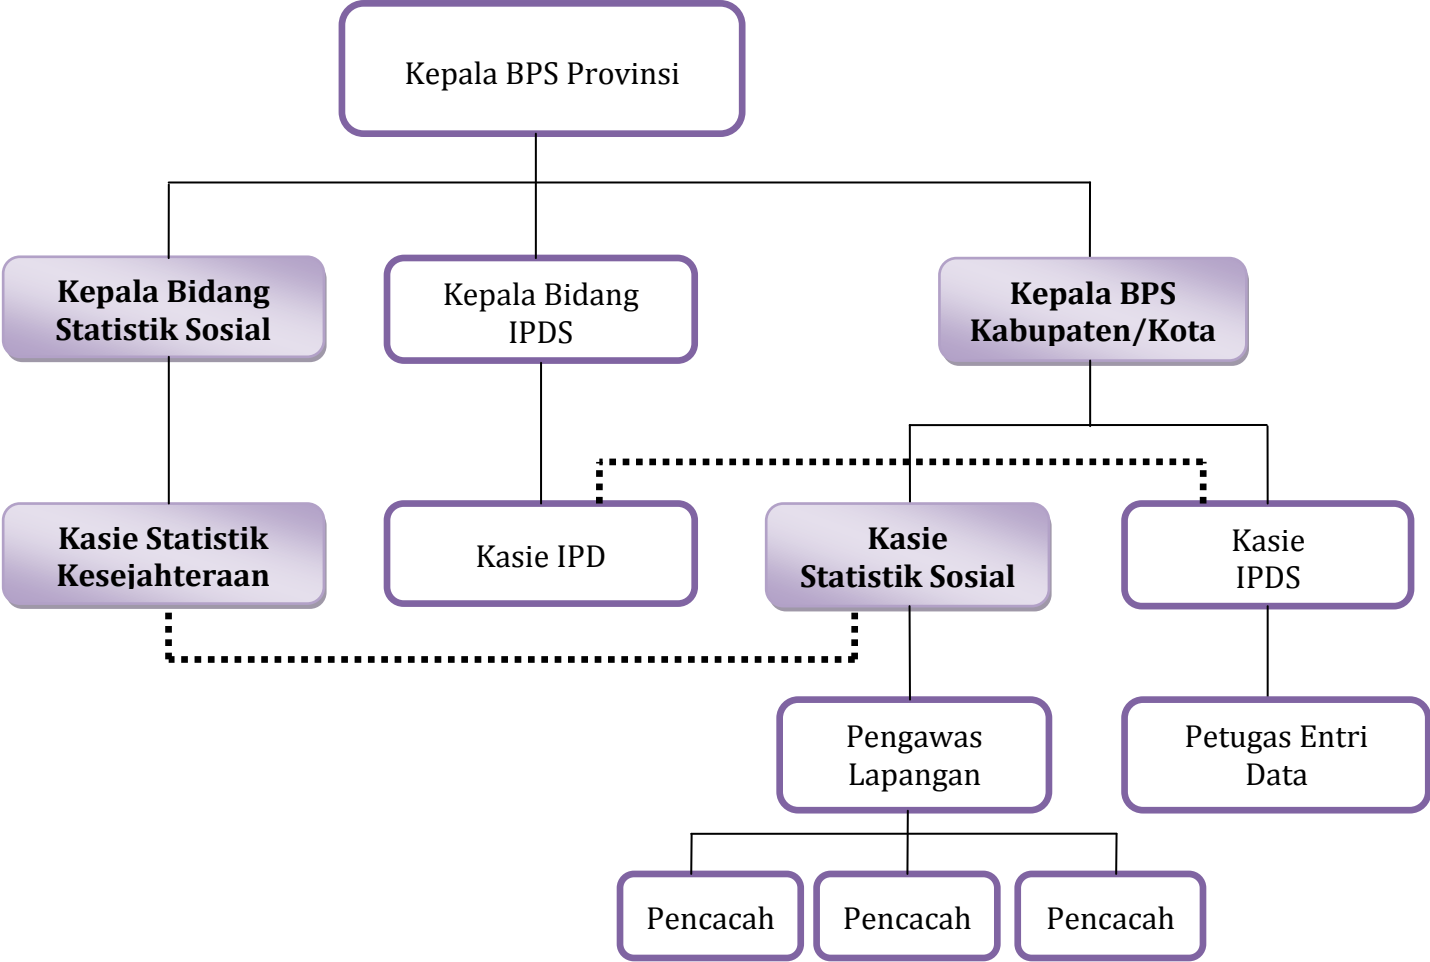 Kepala BPS Provinsi
Kepala Bidang
Statistik Sosial
Kepala Bidang
IPDS
Kepala BPS
Kabupaten/Kota
Kasie Statistik
Kesejahteraan
Kasie IPD
Kasie
Statistik Sosial
Kasie
IPDS
Pengawas
Lapangan
Petugas Entri
Data
Pencacah
Pencacah
Pencacah